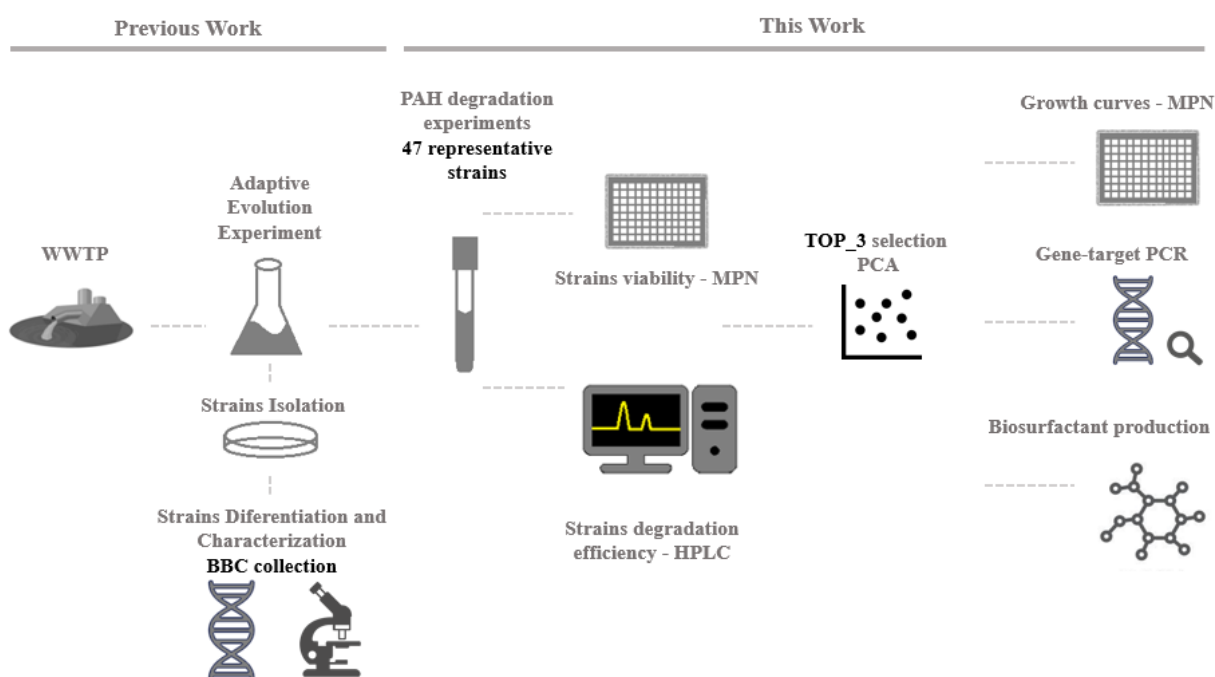 Previous Work
This Work
WWTP
Adaptive
Evolution
Experiment
Strains Isolation
Strains Diferentiation and
Characterization
BBC collection
PAH degradation
experiments
47 representative
strains
Strains viability - MPN
Strains degradation
efficiency - HPLC
TOP_3 selection
PCA
Growth curves - MPN
Gene-target PCR
Biosurfactant production